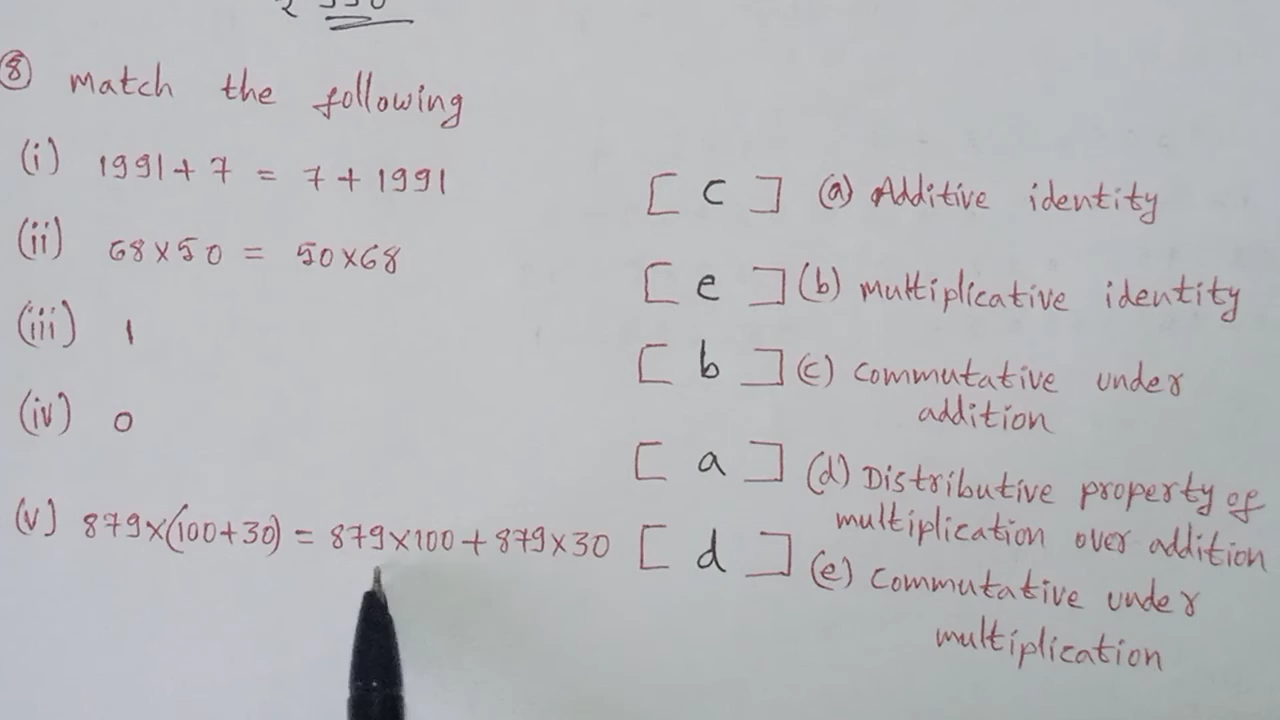 ⑧ Match the following
(i) 1991 + 7 = 7 + 1991 [ c ] (a) Additive identity
(ii) 68 × 50 = 50 × 68 [ e ] (b) multiplicative identity
(iii) 1 [ b ] (c) Commutative under
addition
(iv) 0 [ a ] (d) Distributive property of
multiplication over addition
(v) 879 × (100 + 30) = 879 × 100 + 879 × 30 [ d ] (e) Commutative under
multiplication